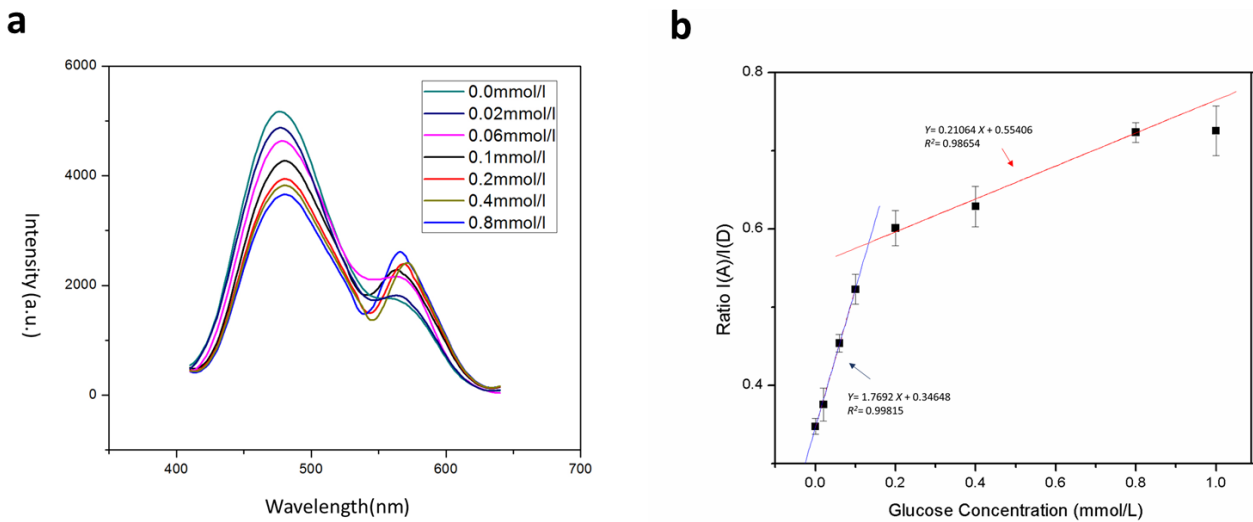 a
6000
4000
2000
0
400
500
600
700
Intensity (a.u.)
Wavelength(nm)
0.0mmol/l
0.02mmol/l
0.06mmol/l
0.1mmol/l
0.2mmol/l
0.4mmol/l
0.8mmol/l
b
0.8
0.6
0.4
0.0
0.2
0.4
0.6
0.8
1.0
Ratio I(A)/I(D)
Glucose Concentration (mmol/L)
Y= 0.21064 X + 0.55406
R²= 0.98654
Y= 1.7692 X + 0.34648
R²= 0.99815